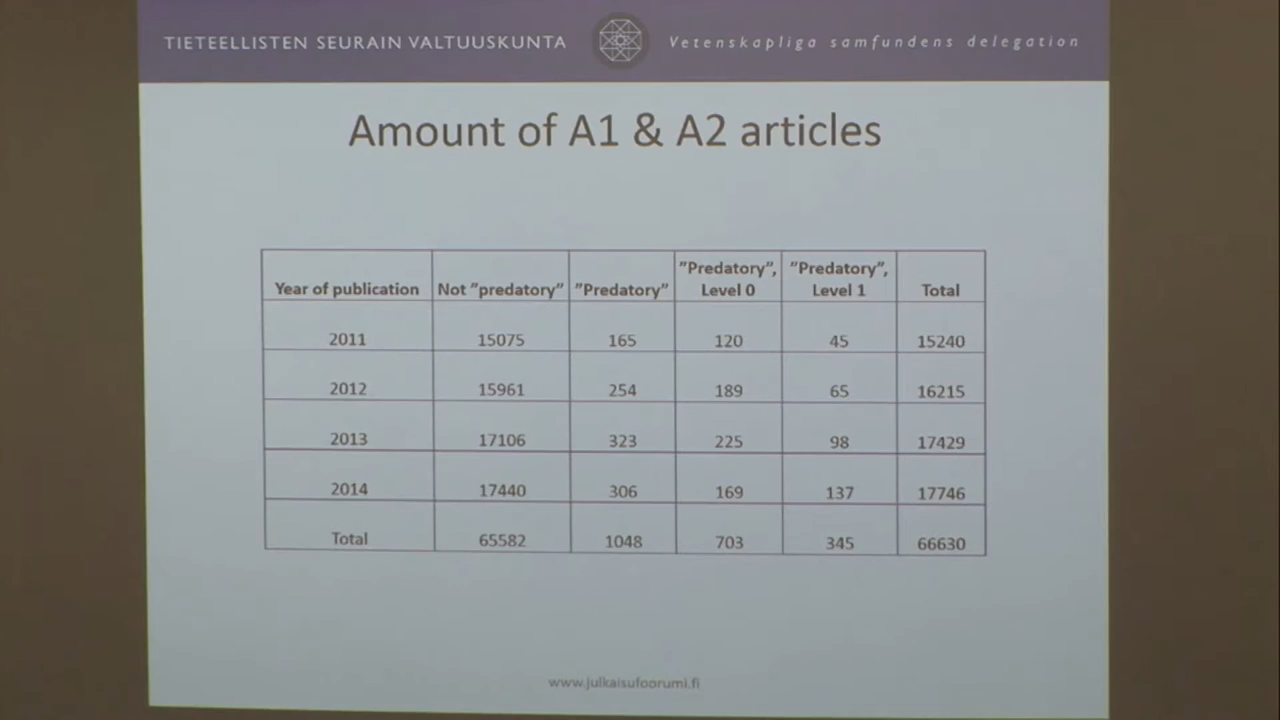 TIETEELLISTEN SEURAIN VALTUUSKUNTA Vetenskapliga samfundens delegation
Amount of A1 & A2 articles
Year of publication Not ”predatory” ”Predatory” ”Predatory”, Level 0 ”Predatory”, Level 1 Total
2011 15075 165 120 45 15240
2012 15961 254 189 65 16215
2013 17106 323 225 98 17429
2014 17440 306 169 137 17746
Total 65582 1048 703 345 66630
www.julkaisufoorumi.fi